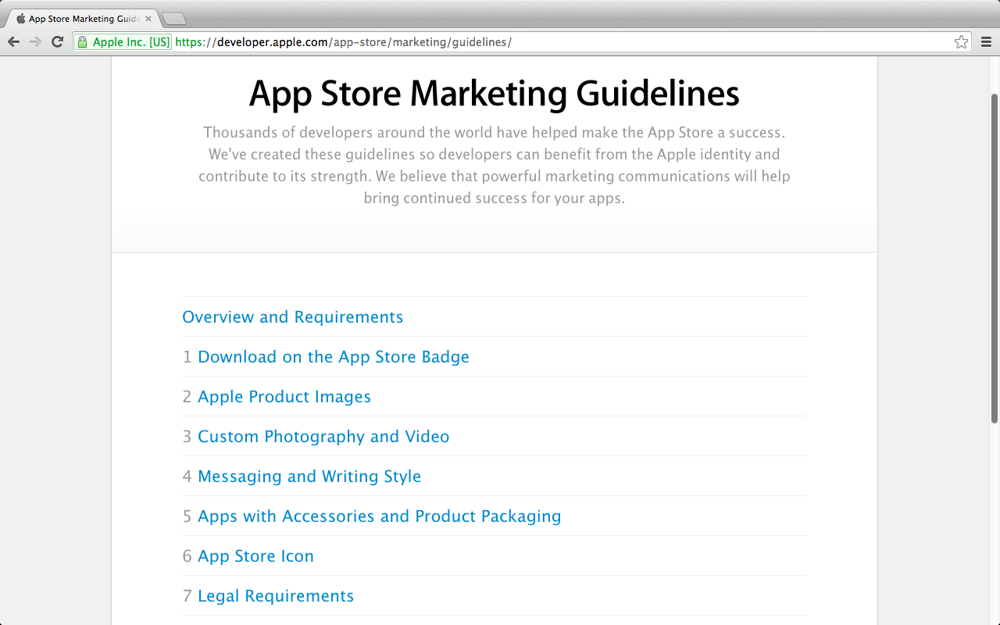 App Store Marketing Guide
Apple Inc. [US] https://developer.apple.com/app-store/marketing/guidelines/
App Store Marketing Guidelines
Thousands of developers around the world have helped make the App Store a success.
We've created these guidelines so developers can benefit from the Apple identity and
contribute to its strength. We believe that powerful marketing communications will help
bring continued success for your apps.
Overview and Requirements
1 Download on the App Store Badge
2 Apple Product Images
3 Custom Photography and Video
4 Messaging and Writing Style
5 Apps with Accessories and Product Packaging
6 App Store Icon
7 Legal Requirements